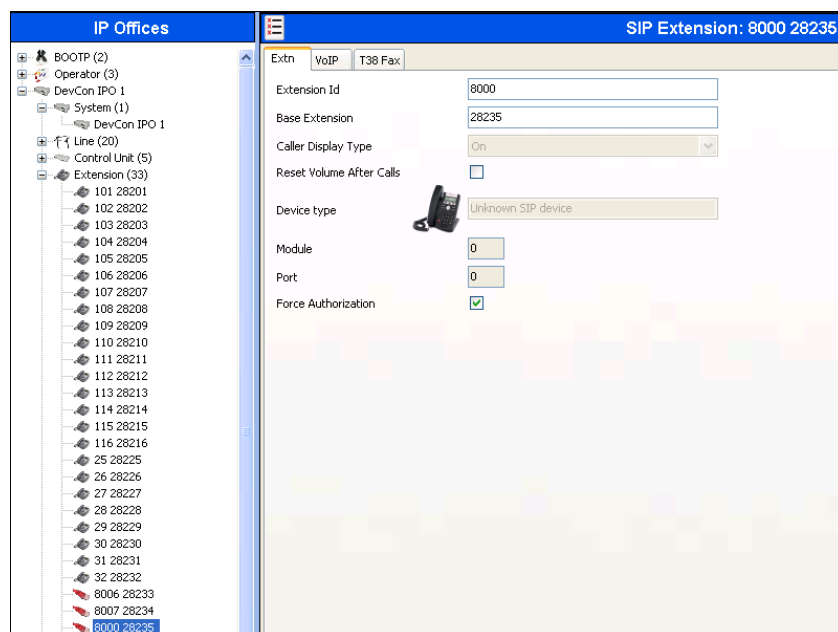 IP Offices
BOOTP (2)
Operator (3)
DevCon IPO 1
System (1)
DevCon IPO 1
Line (20)
Control Unit (5)
Extension (33)
101 28201
102 28202
103 28203
104 28204
105 28205
106 28206
107 28207
108 28208
109 28209
110 28210
111 28211
112 28212
113 28213
114 28214
115 28215
116 28216
25 28225
26 28226
27 28227
28 28228
29 28229
30 28230
31 28231
32 28232
8006 28233
8007 28234
8000 28235
SIP Extension: 8000 28235
Extn VoIP T38 Fax
Extension Id 8000
Base Extension 28235
Caller Display Type On
Reset Volume After Calls
Device type Unknown SIP device
Module 0
Port 0
Force Authorization